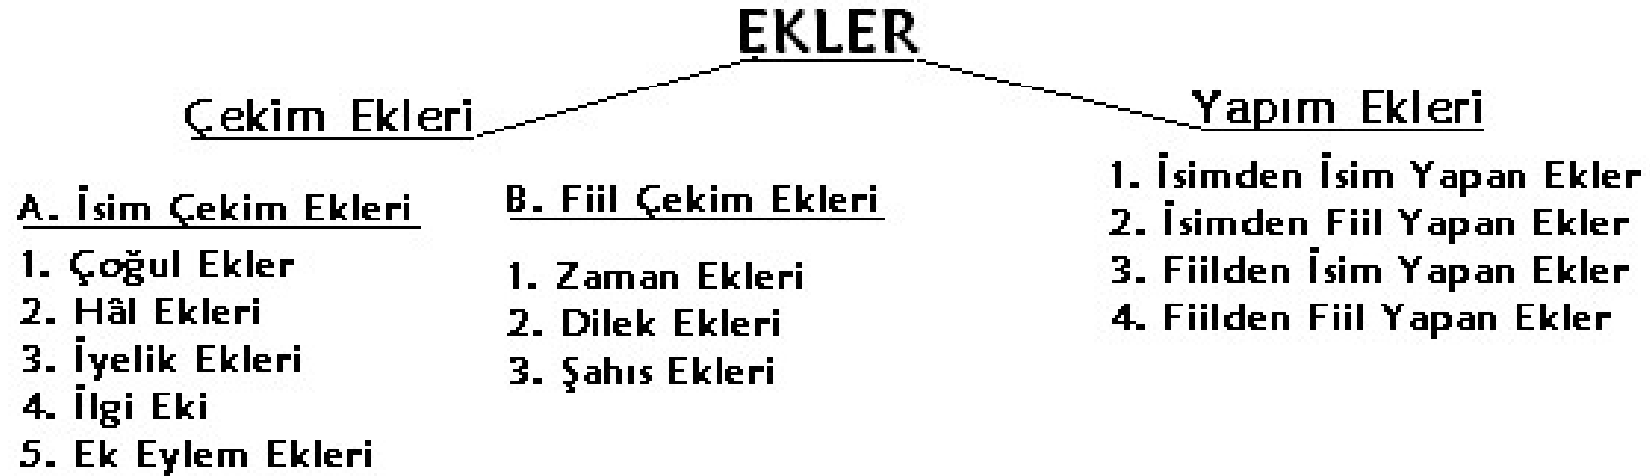 EKLER
Çekim Ekleri
A. İsim Çekim Ekleri
1. Çoğul Ekler
2. Hâl Ekleri
3. İyelik Ekleri
4. İlgi Eki
5. Ek Eylem Ekleri
B. Fiil Çekim Ekleri
1. Zaman Ekleri
2. Dilek Ekleri
3. Şahıs Ekleri
Yapım Ekleri
1. İsimden İsim Yapan Ekler
2. İsimden Fiil Yapan Ekler
3. Fiilden İsim Yapan Ekler
4. Fiilden Fiil Yapan Ekler